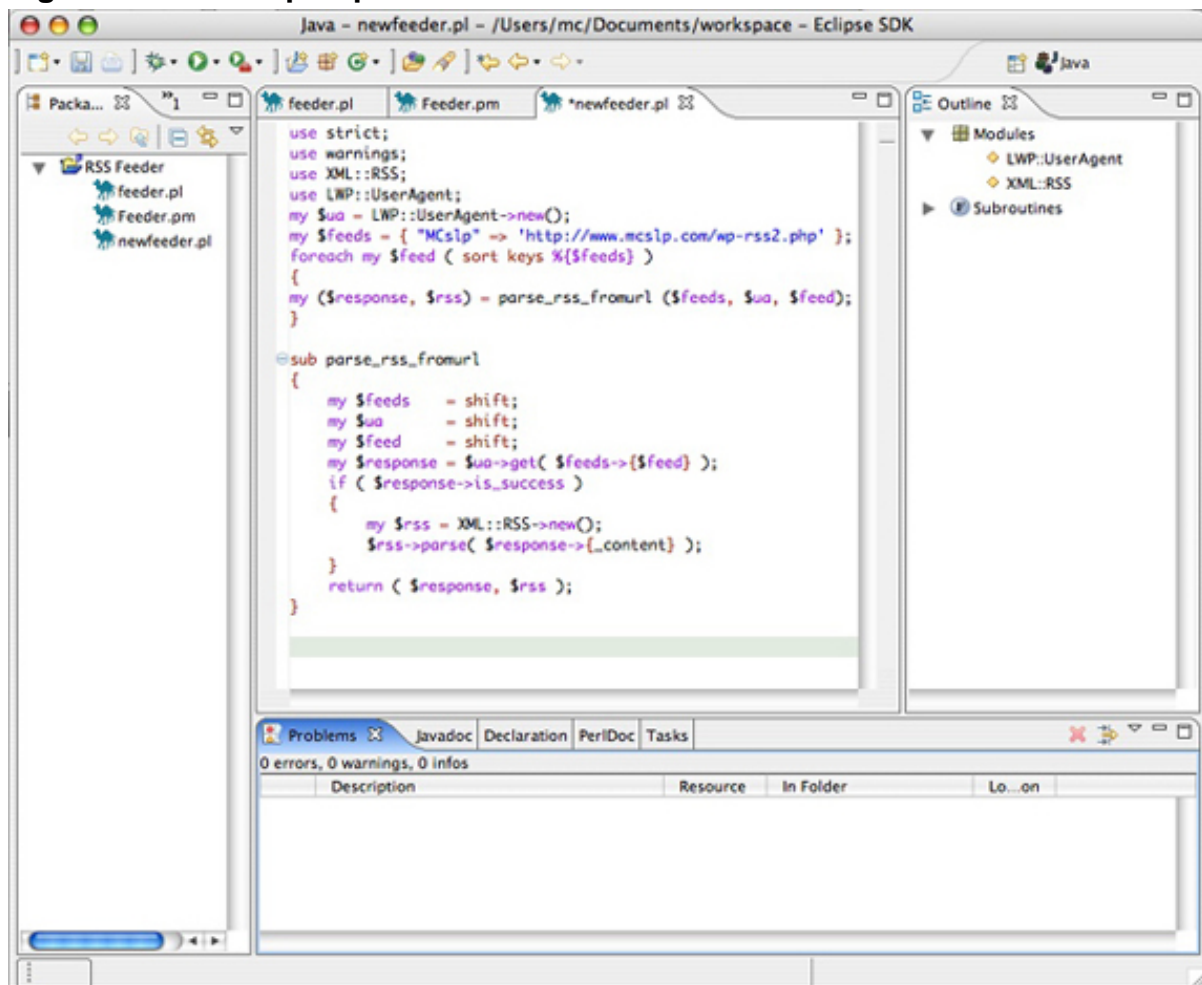 Java – newfeeder.pl – /Users/mc/Documents/workspace – Eclipse SDK
Java
Packa...
»1
feeder.pl
Feeder.pm
*newfeeder.pl
Outline
RSS Feeder
feeder.pl
Feeder.pm
newfeeder.pl
use strict;
use warnings;
use XML::RSS;
use LWP::UserAgent;
my $ua = LWP::UserAgent->new();
my $feeds = { "MCslp" => 'http://www.mcslp.com/wp-rss2.php' };
foreach my $feed ( sort keys %{$feeds} )
{
my ($response, $rss) = parse_rss_fromurl ($feeds, $ua, $feed);
}
sub parse_rss_fromurl
{
my $feeds = shift;
my $ua = shift;
my $feed = shift;
my $response = $ua->get( $feeds->{$feed} );
if ( $response->is_success )
{
my $rss = XML::RSS->new();
$rss->parse( $response->{_content} );
}
return ( $response, $rss );
}
Modules
LWP::UserAgent
XML::RSS
Subroutines
Problems
Javadoc
Declaration
PerlDoc
Tasks
0 errors, 0 warnings, 0 infos
Description
Resource
In Folder
Lo...on